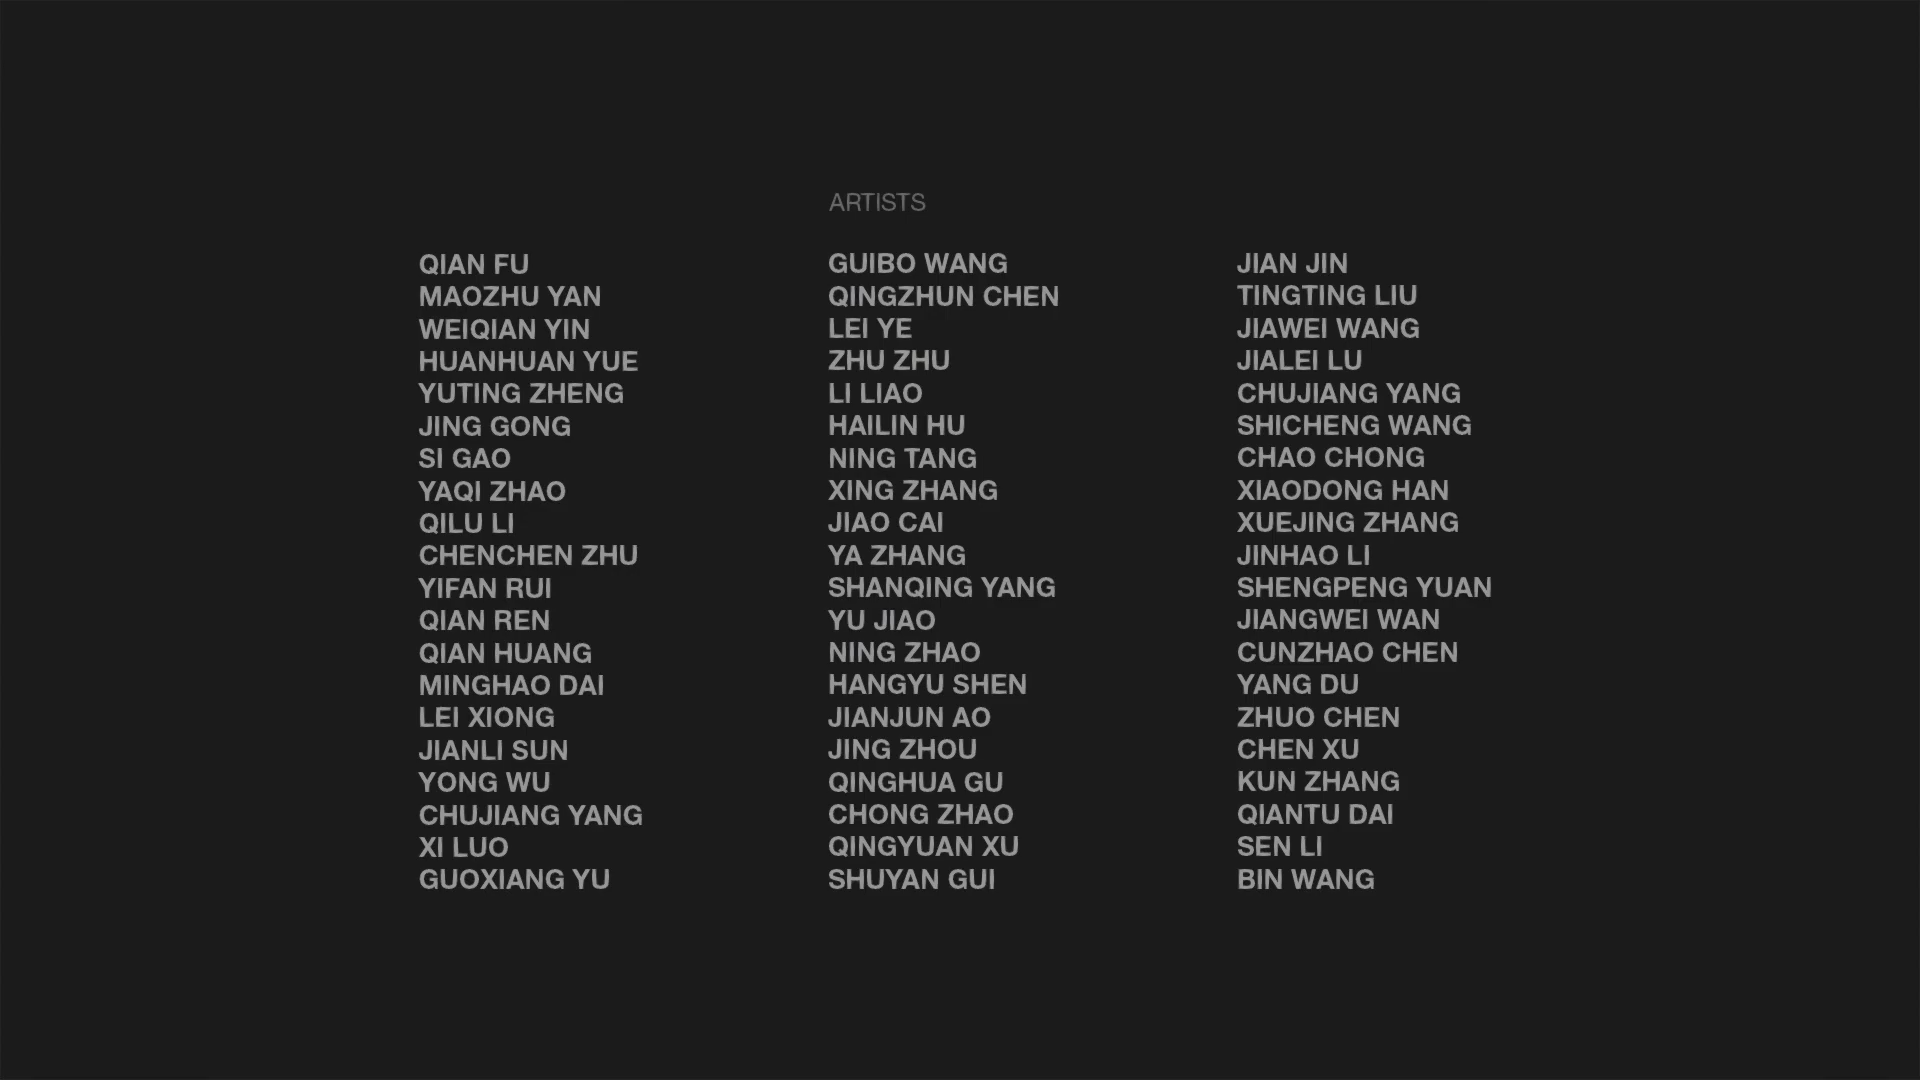 ARTISTS
QIAN FU
MAOZHU YAN
WEIQIAN YIN
HUANHUAN YUE
YUTING ZHENG
JING GONG
SI GAO
YAQI ZHAO
QILU LI
CHENCHEN ZHU
YIFAN RUI
QIAN REN
QIAN HUANG
MINGHAO DAI
LEI XIONG
JIANLI SUN
YONG WU
CHUJIANG YANG
XI LUO
GUOXIANG YU
GUIBO WANG
QINGZHUN CHEN
LEI YE
ZHU ZHU
LI LIAO
HAILIN HU
NING TANG
XING ZHANG
JIAO CAI
YA ZHANG
SHANQING YANG
YU JIAO
NING ZHAO
HANGYU SHEN
JIANJUN AO
JING ZHOU
QINGHUA GU
CHONG ZHAO
QINGYUAN XU
SHUYAN GUI
JIAN JIN
TINGTING LIU
JIAWEI WANG
JIALEI LU
CHUJIANG YANG
SHICHENG WANG
CHAO CHONG
XIAODONG HAN
XUEJING ZHANG
JINHAO LI
SHENGPENG YUAN
JIANGWEI WAN
CUNZHAO CHEN
YANG DU
ZHUO CHEN
CHEN XU
KUN ZHANG
QIANTU DAI
SEN LI
BIN WANG